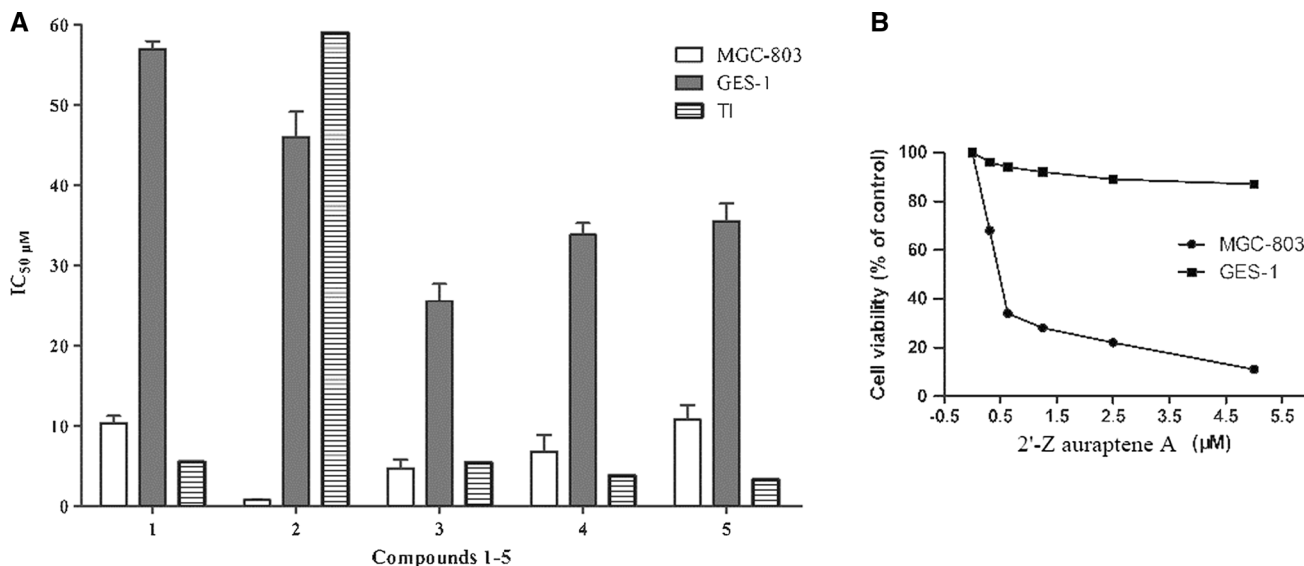 A
60
50
40
30
20
10
0
IC50 µM
MGC-803
GES-1
TI
1 2 3 4 5
Compounds 1-5
B
100
80
60
40
20
0
Cell viability (% of control)
MGC-803
GES-1
-0.5 0.5 1.5 2.5 3.5 4.5 5.5
2'-Z auraptene A (µM)